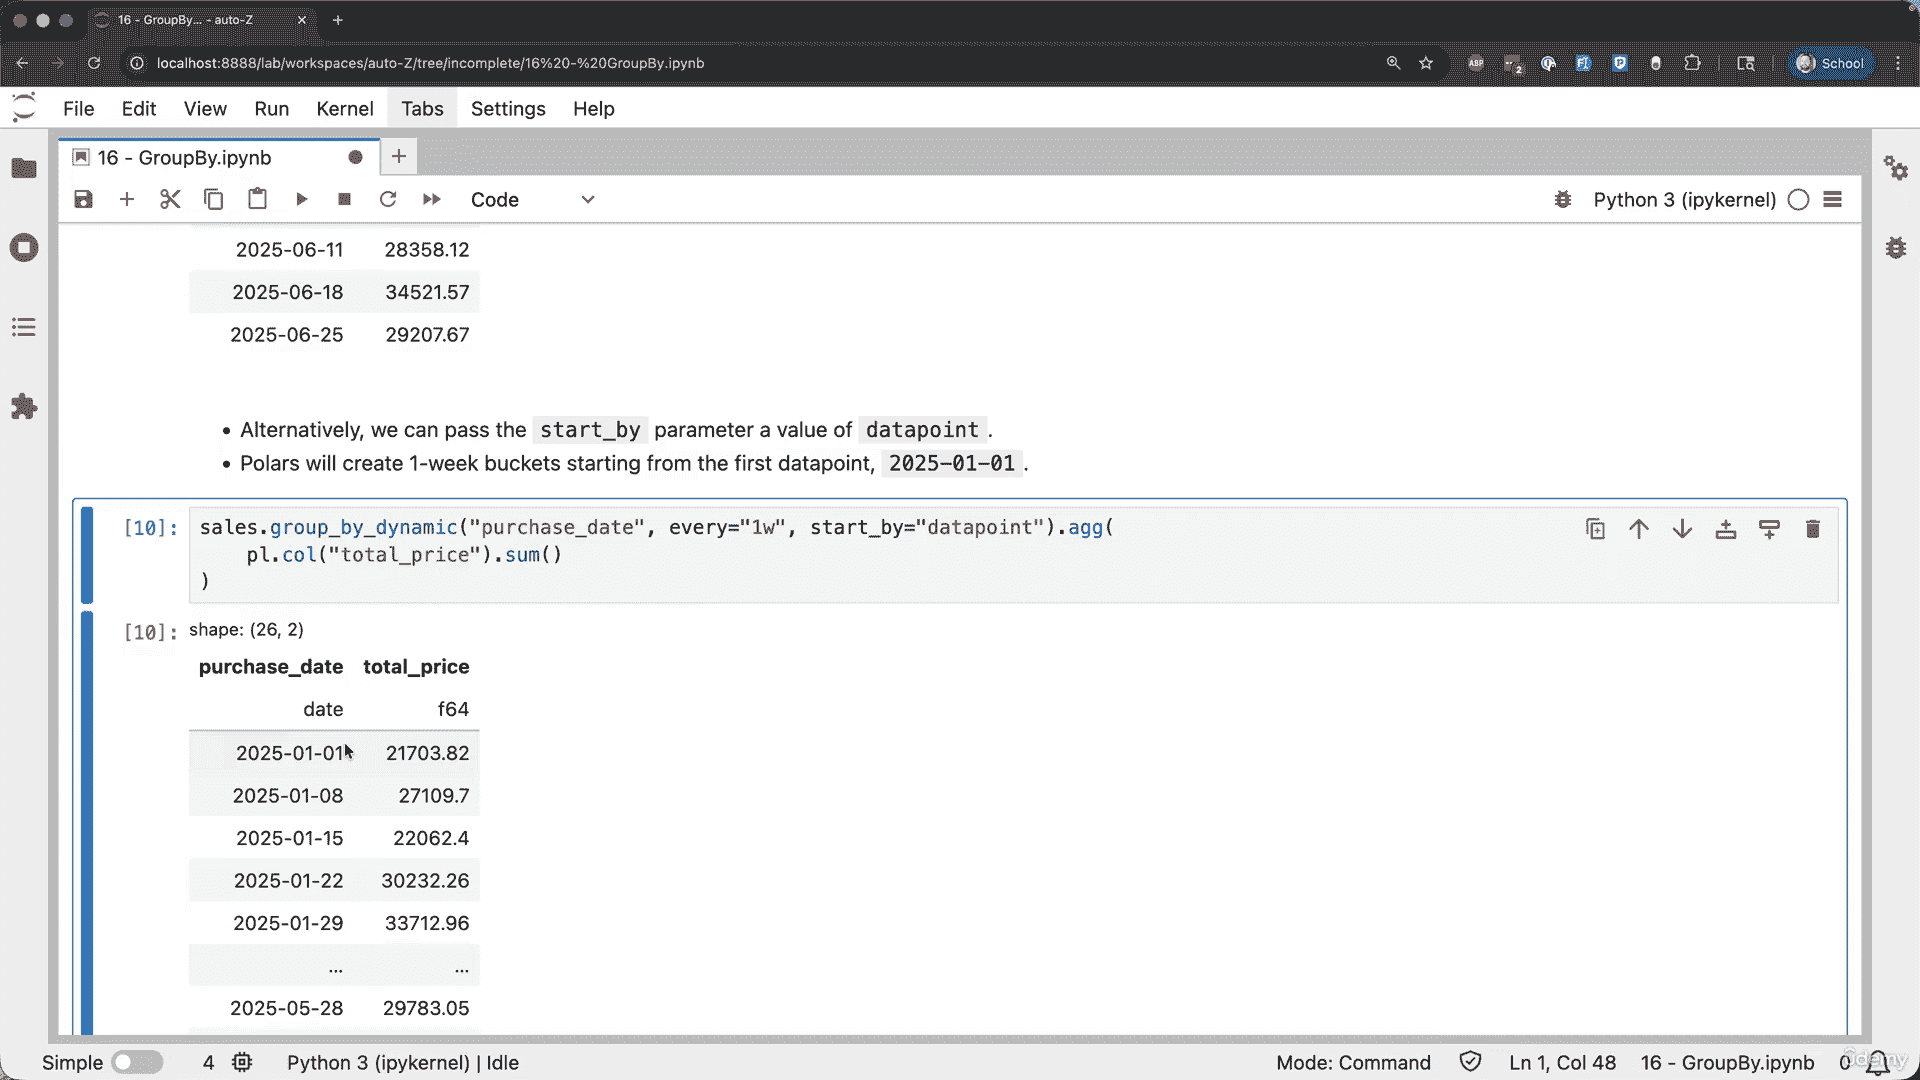 16 - GroupBy... - auto-Z
localhost:8888/lab/workspaces/auto-Z/tree/incomplete/16%20-%20GroupBy.ipynb
ABP
2
School
File Edit View Run Kernel Tabs Settings Help
16 - GroupBy.ipynb
Code
Python 3 (ipykernel)
2025-06-11 28358.12
2025-06-18 34521.57
2025-06-25 29207.67
• Alternatively, we can pass the start_by parameter a value of datapoint .
• Polars will create 1-week buckets starting from the first datapoint, 2025-01-01 .
[10]: sales.group_by_dynamic("purchase_date", every="1w", start_by="datapoint").agg(
pl.col("total_price").sum()
)
[10]: shape: (26, 2)
purchase_date total_price
date f64
2025-01-01 21703.82
2025-01-08 27109.7
2025-01-15 22062.4
2025-01-22 30232.26
2025-01-29 33712.96
... ...
2025-05-28 29783.05
Simple 4 Python 3 (ipykernel) | Idle Mode: Command Ln 1, Col 48 16 - GroupBy.ipynb 0
udemy